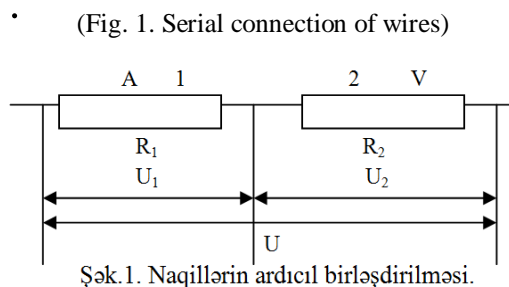 (Fig. 1. Serial connection of wires)
A 1 2 V
R₁ R₂
U₁ U₂
U
Şək.1. Naqillərin ardıcıl birləşdirilməsi.